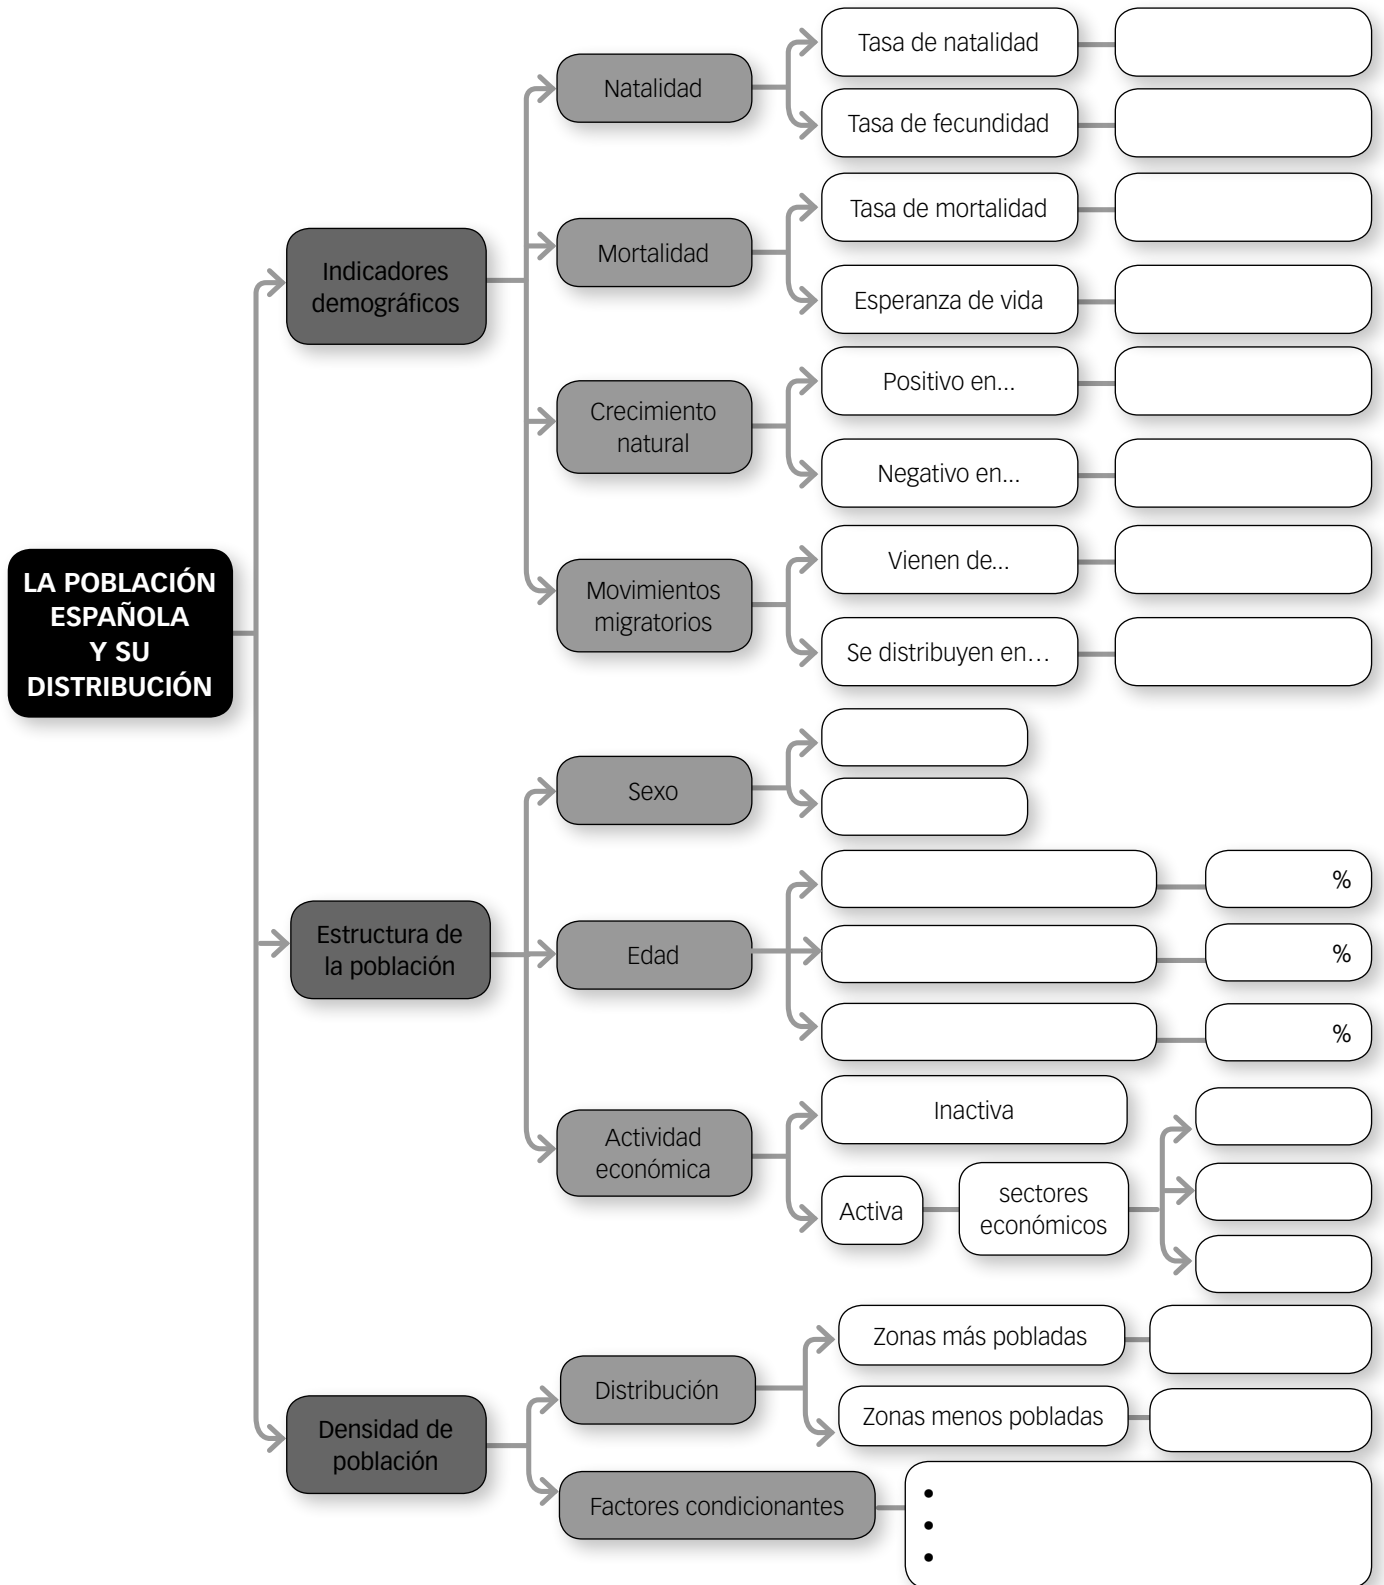 LA POBLACIÓN
ESPAÑOLA
Y SU
DISTRIBUCIÓN
Indicadores
demográficos
Natalidad
Tasa de natalidad
Tasa de fecundidad
Mortalidad
Tasa de mortalidad
Esperanza de vida
Crecimiento
natural
Positivo en...
Negativo en...
Movimientos
migratorios
Vienen de...
Se distribuyen en...
Estructura de
la población
Sexo
Edad
%
%
%
Actividad
económica
Inactiva
Activa
sectores
económicos
Densidad de
población
Distribución
Zonas más pobladas
Zonas menos pobladas
Factores condicionantes
•
•
•